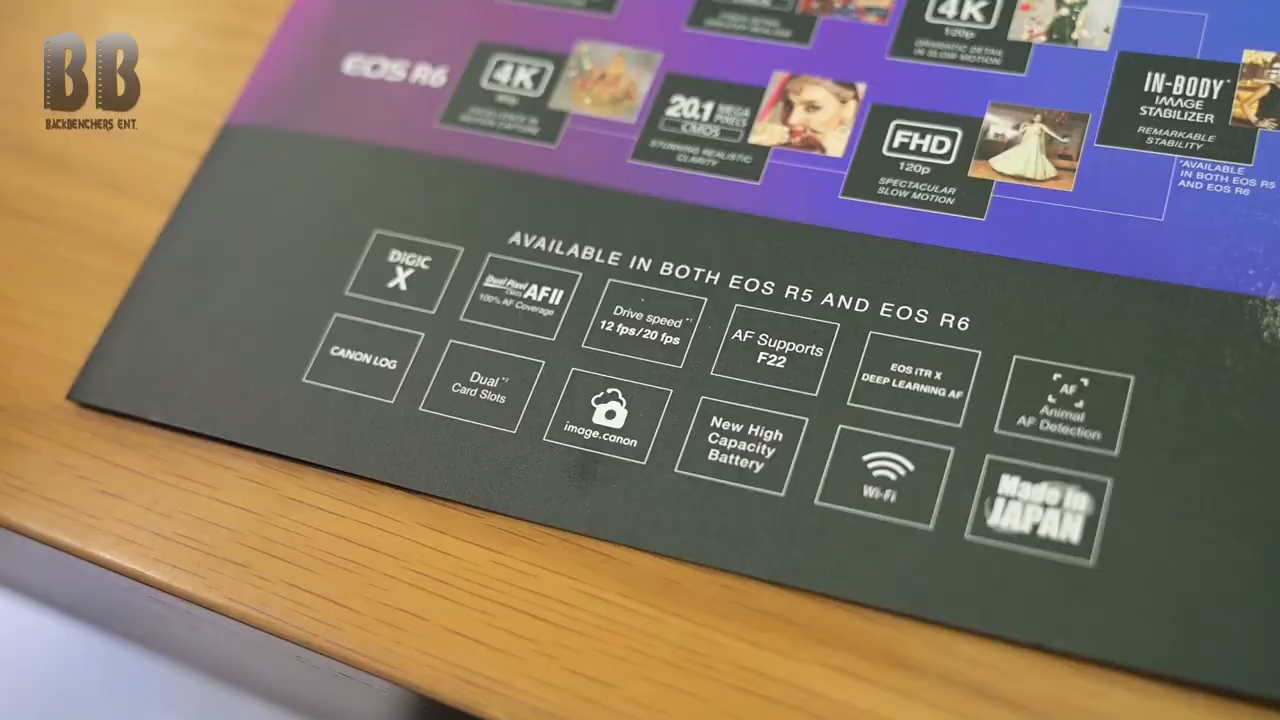 BB
BACKBENCHERS ENT.
4K
120p
DRAMATIC DETAIL
IN SLOW MOTION
EOS R6
4K
20.1 MEGA PIXELS
CMOS
STUNNING REALISTIC
CLARITY
FHD
120p
SPECTACULAR
SLOW MOTION
IN-BODY*
IMAGE
STABILIZER
REMARKABLE
STABILITY
*AVAILABLE
IN BOTH EOS R5
AND EOS R6
AVAILABLE IN BOTH EOS R5 AND EOS R6
DIGIC
X
Dual Pixel CMOS AF II
100% AF Coverage
Drive speed*1
12 fps/20 fps
AF Supports
F22
EOS iTR X
DEEP LEARNING AF
AF
Animal
AF Detection
CANON LOG
Dual*2
Card Slots
image.canon
New High
Capacity
Battery
Wi-Fi
Made in
JAPAN